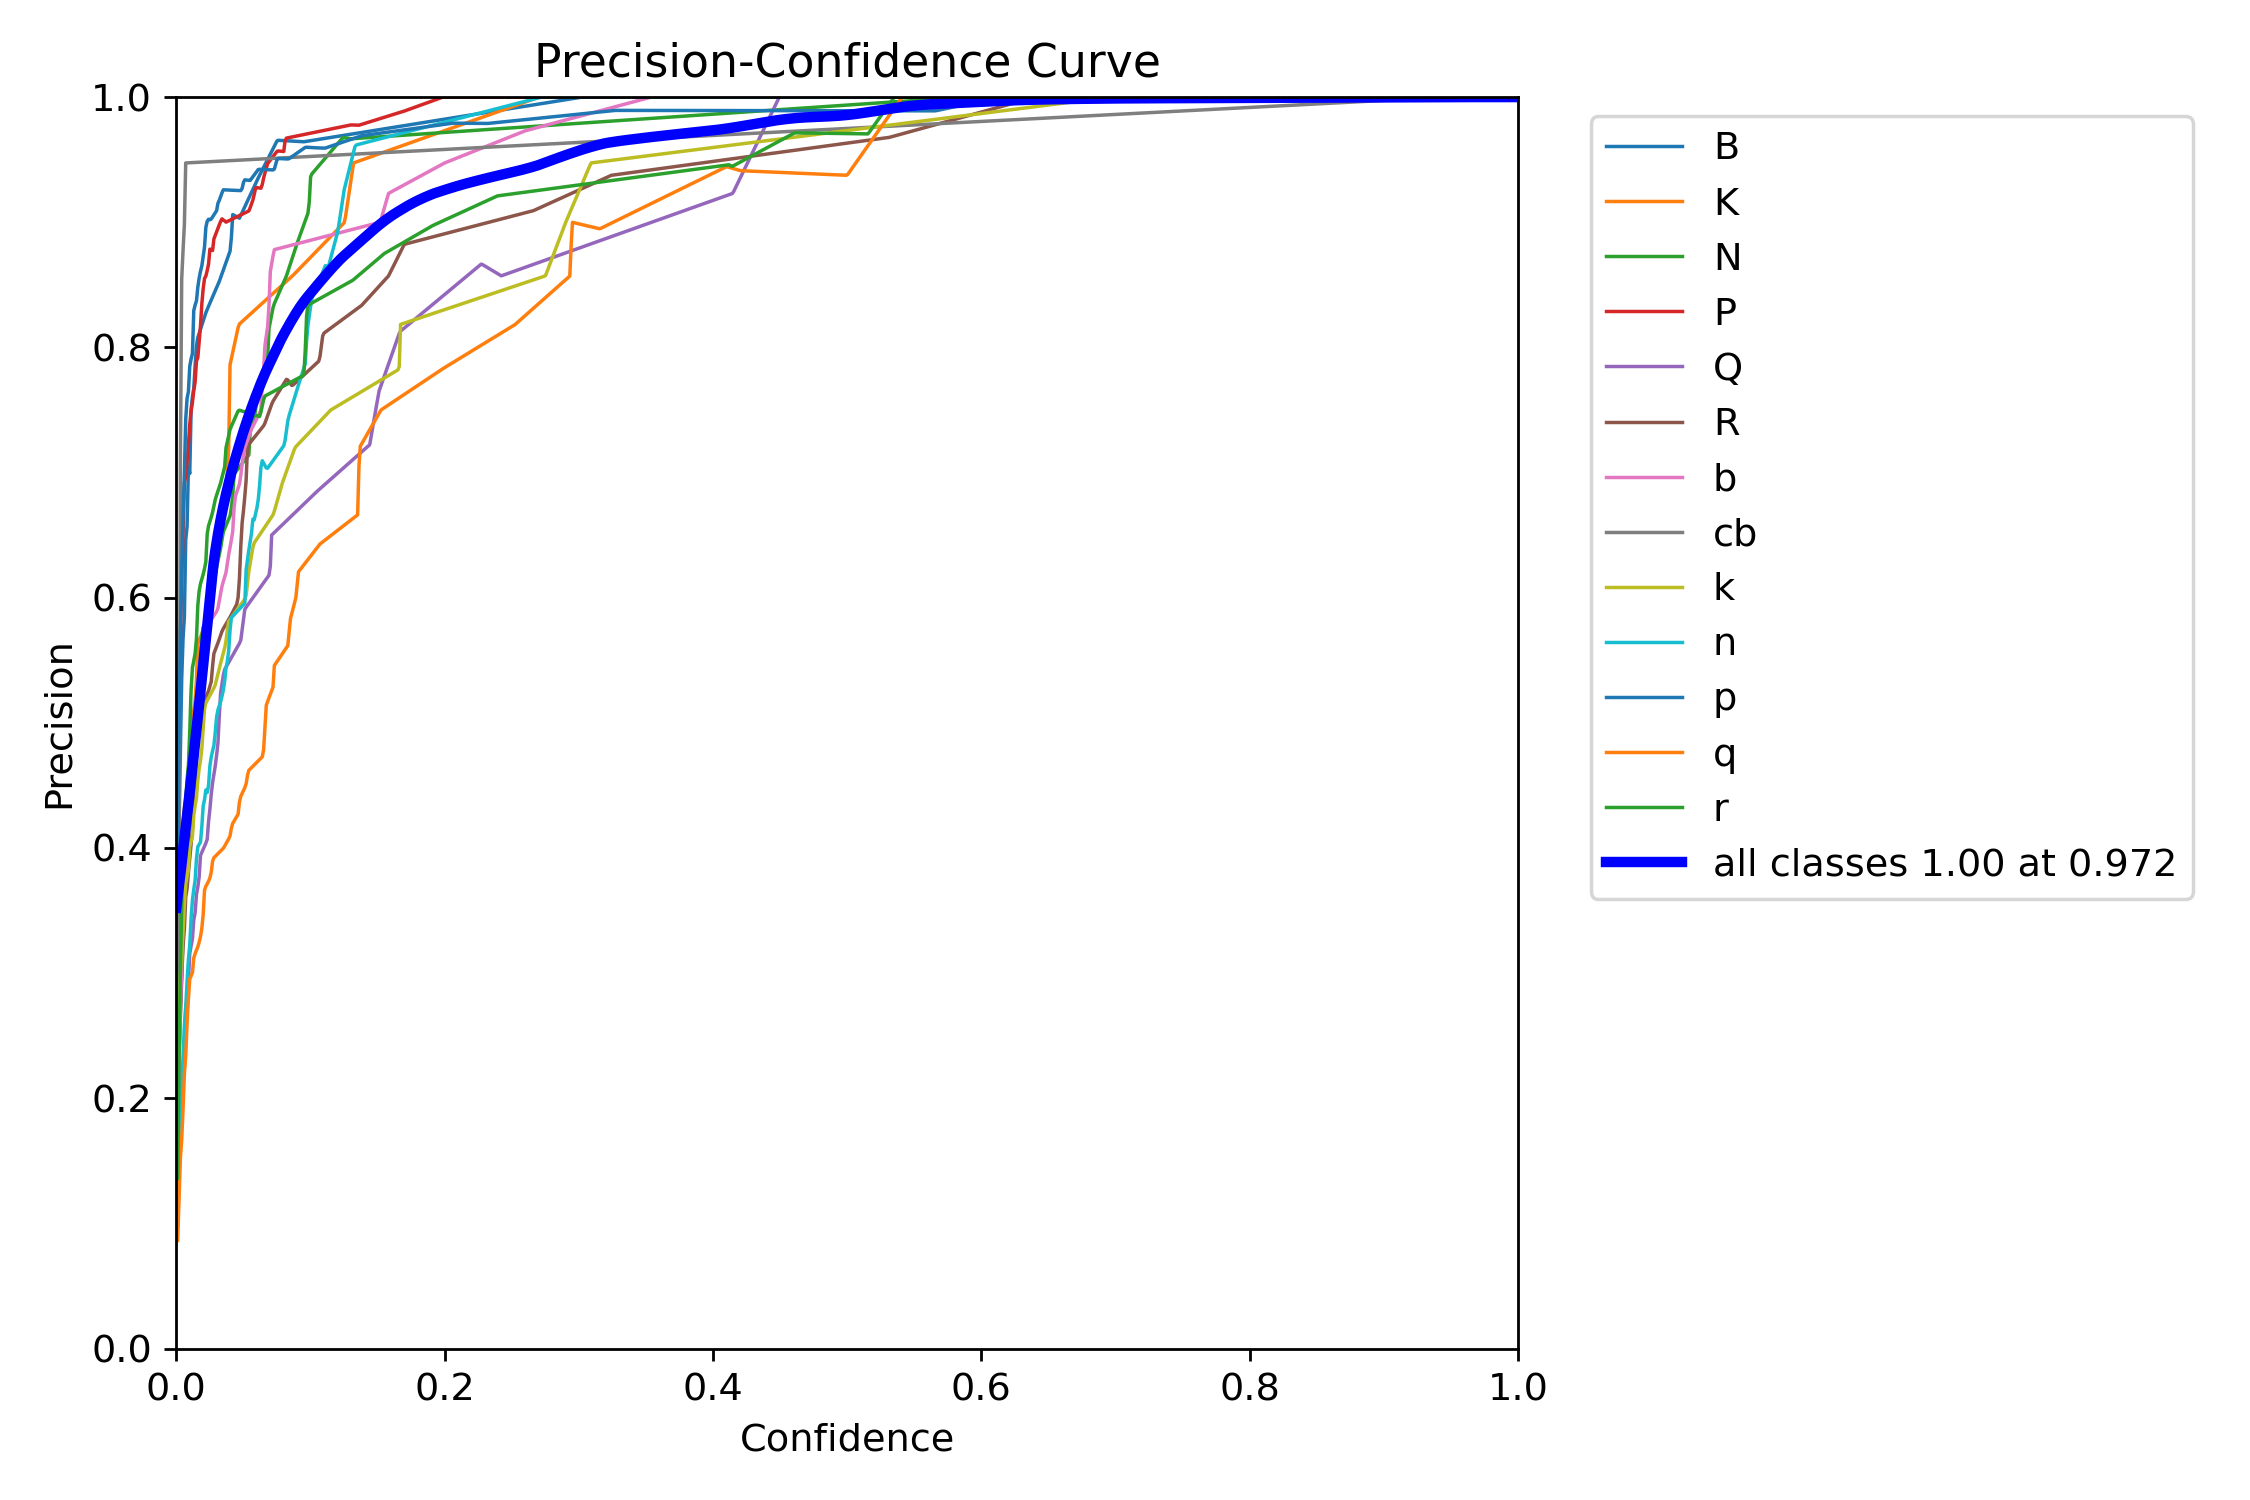 Precision-Confidence Curve
1.0
0.8
0.6
0.4
0.2
0.0
Precision
0.0 0.2 0.4 0.6 0.8 1.0
Confidence
B
K
N
P
Q
R
b
cb
k
n
p
q
r
all classes 1.00 at 0.972